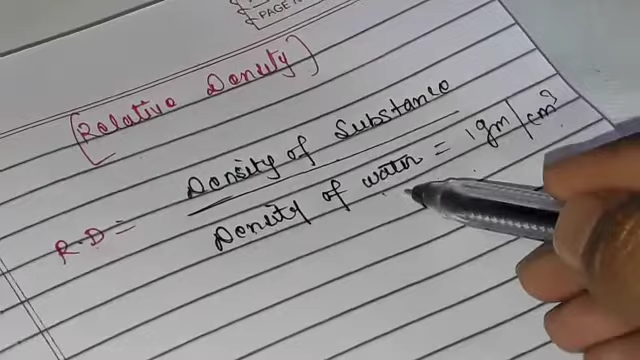 PAGE N
[Relative Density]
R.D = Density of Substance
Density of water = 1gm/cm³